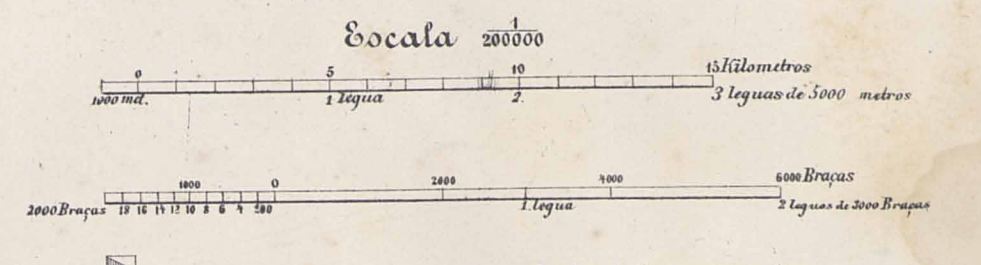 Escala 1/200000
0 5 10 15 Kilometros
1000 md. 1 legua 2. 3 leguas de 5000 metros
1000 0 2000 4000 6000 Braças
2000 Braças 18 16 14 12 10 8 6 4 200 1 legua 2 leguas de 3000 Braças